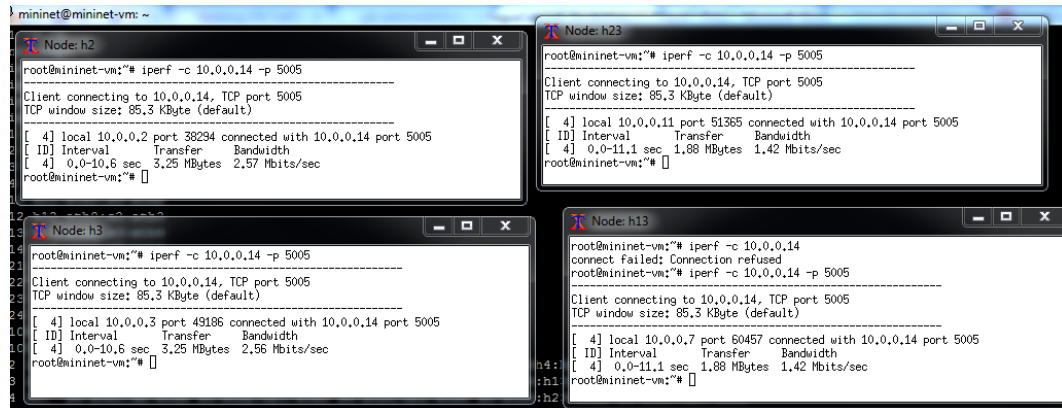 mininet@mininet-vm: ~
Node: h2
root@mininet-vm:~# iperf -c 10.0.0.14 -p 5005
------------------------------------------------------------
Client connecting to 10.0.0.14, TCP port 5005
TCP window size: 85.3 KByte (default)
------------------------------------------------------------
[  4] local 10.0.0.2 port 38294 connected with 10.0.0.14 port 5005
[ ID] Interval       Transfer     Bandwidth
[  4]  0.0-10.6 sec  3.25 MBytes  2.57 Mbits/sec
root@mininet-vm:~#
Node: h23
root@mininet-vm:~# iperf -c 10.0.0.14 -p 5005
------------------------------------------------------------
Client connecting to 10.0.0.14, TCP port 5005
TCP window size: 85.3 KByte (default)
------------------------------------------------------------
[  4] local 10.0.0.11 port 51365 connected with 10.0.0.14 port 5005
[ ID] Interval       Transfer     Bandwidth
[  4]  0.0-11.1 sec  1.88 MBytes  1.42 Mbits/sec
root@mininet-vm:~#
Node: h3
root@mininet-vm:~# iperf -c 10.0.0.14 -p 5005
------------------------------------------------------------
Client connecting to 10.0.0.14, TCP port 5005
TCP window size: 85.3 KByte (default)
------------------------------------------------------------
[  4] local 10.0.0.3 port 49186 connected with 10.0.0.14 port 5005
[ ID] Interval       Transfer     Bandwidth
[  4]  0.0-10.6 sec  3.25 MBytes  2.56 Mbits/sec
root@mininet-vm:~#
Node: h13
root@mininet-vm:~# iperf -c 10.0.0.14
connect failed: Connection refused
root@mininet-vm:~# iperf -c 10.0.0.14 -p 5005
------------------------------------------------------------
Client connecting to 10.0.0.14, TCP port 5005
TCP window size: 85.3 KByte (default)
------------------------------------------------------------
[  4] local 10.0.0.7 port 60457 connected with 10.0.0.14 port 5005
[ ID] Interval       Transfer     Bandwidth
[  4]  0.0-11.1 sec  1.88 MBytes  1.42 Mbits/sec
root@mininet-vm:~#